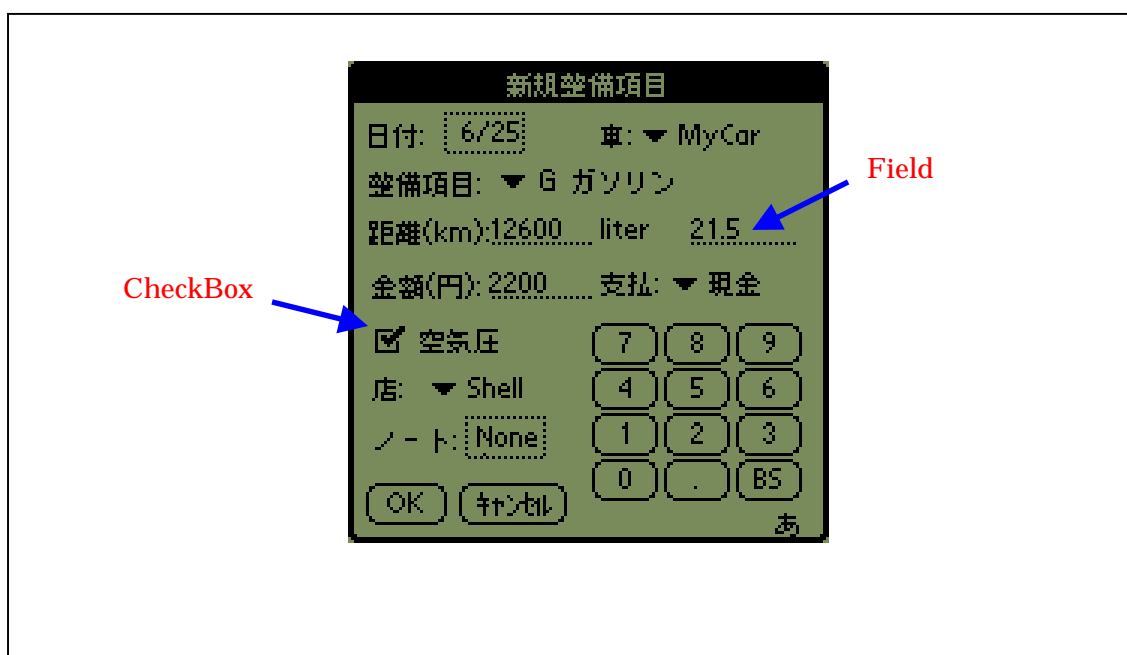 新規整備項目
日付: 6/25 車: MyCar
整備項目: G ガソリン
Field
距離(km): 12600 liter 21.5
金額(円): 2200 支払: 現金
CheckBox
空気圧 7 8 9
店: Shell 4 5 6
ノート: None 1 2 3
0 . BS
OK キャンセル
あ